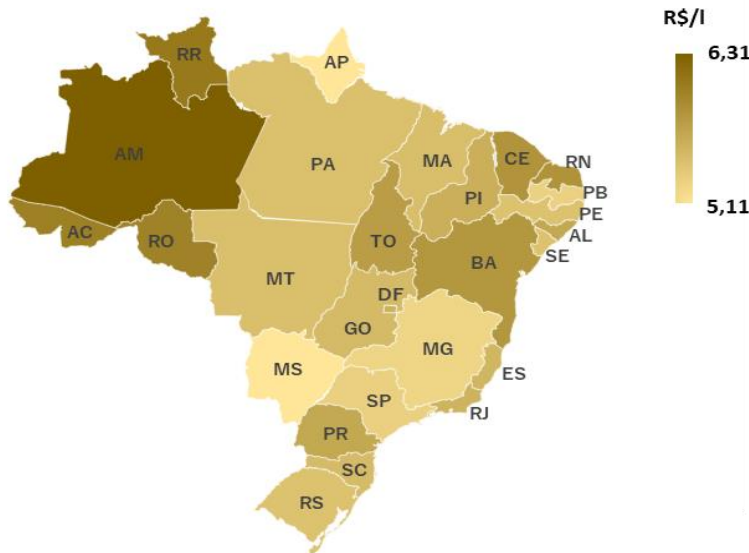 R$/l
6,31
5,11
RR
AP
AM
PA
MA
CE
RN
PB
PE
AL
SE
PI
AC
RO
TO
BA
MT
DF
GO
MG
ES
MS
SP
RJ
PR
SC
RS